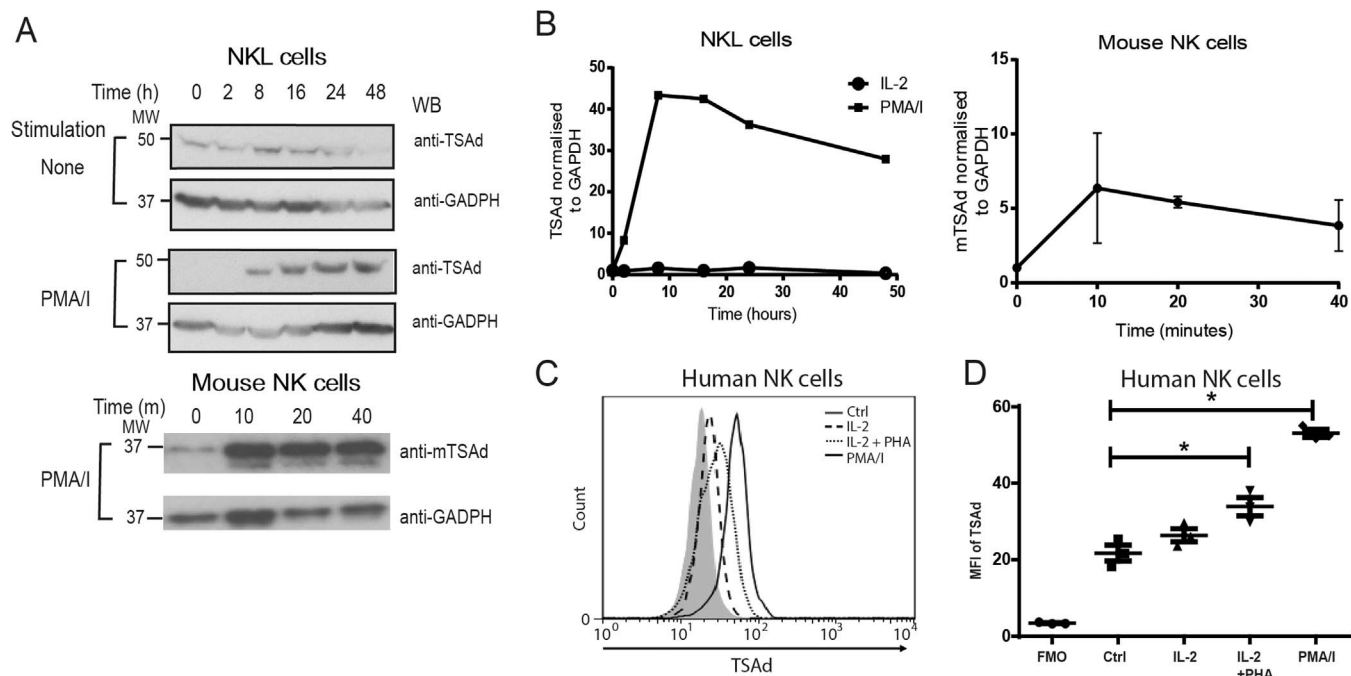 A
NKL cells
Time (h) 0 2 8 16 24 48
MW
WB
Stimulation
None
50
anti-TSAd
37
anti-GADPH
PMA/I
50
anti-TSAd
37
anti-GADPH
Mouse NK cells
Time (m) 0 10 20 40
MW
PMA/I
37
anti-mTSAd
37
anti-GADPH
B
NKL cells
IL-2
PMA/I
TSAd normalised
to GAPDH
50
40
30
20
10
0
0 10 20 30 40 50
Time (hours)
Mouse NK cells
mTSAd normalised
to GAPDH
15
10
5
0
0 10 20 30 40
Time (minutes)
C
Human NK cells
Ctrl
IL-2
IL-2 + PHA
PMA/I
Count
0
10⁰ 10¹ 10² 10³ 10⁴
TSAd
D
Human NK cells
*
*
MFI of TSAd
60
40
20
0
FMO Ctrl IL-2 IL-2 PMA/I
+PHA